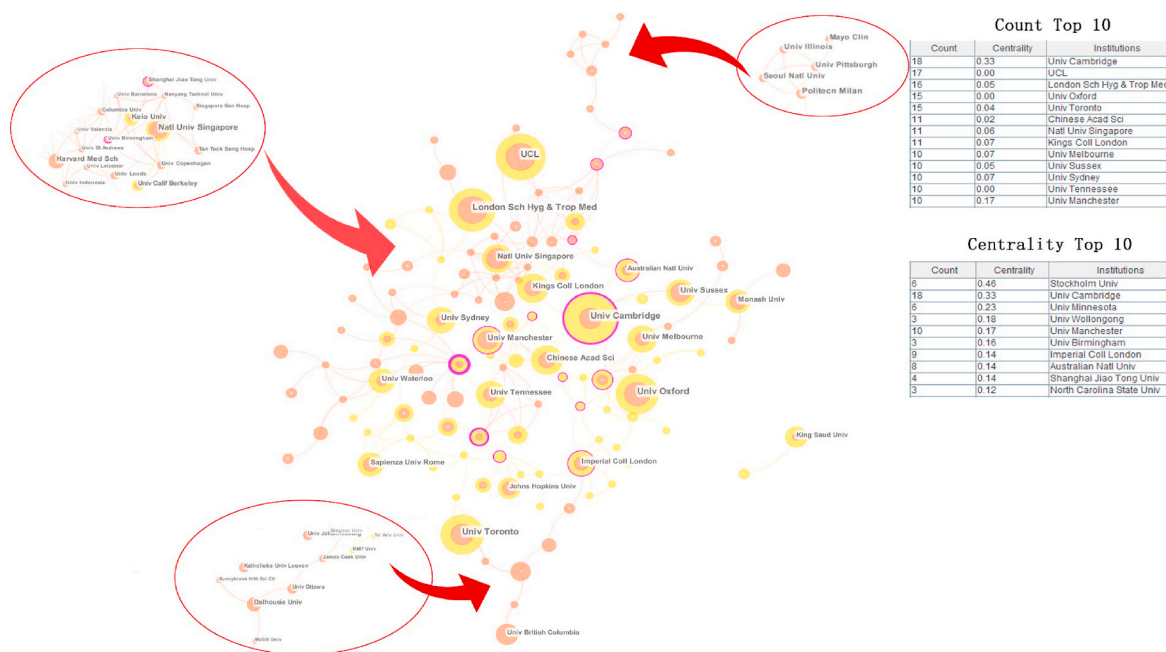 Count Top 10
Count Centrality Institutions
18 0.33 Univ Cambridge
17 0.00 UCL
16 0.05 London Sch Hyg & Trop Med
15 0.00 Univ Oxford
15 0.04 Univ Toronto
11 0.02 Chinese Acad Sci
11 0.06 Natl Univ Singapore
11 0.07 Kings Coll London
10 0.07 Univ Melbourne
10 0.05 Univ Sussex
10 0.07 Univ Sydney
10 0.00 Univ Tennessee
10 0.17 Univ Manchester
Centrality Top 10
Count Centrality Institutions
6 0.46 Stockholm Univ
18 0.33 Univ Cambridge
6 0.23 Univ Minnesota
3 0.18 Univ Wollongong
10 0.17 Univ Manchester
3 0.16 Univ Birmingham
9 0.14 Imperial Coll London
8 0.14 Australian Natl Univ
4 0.14 Shanghai Jiao Tong Univ
3 0.12 North Carolina State Univ
Mayo Clin
Univ Illinois
Univ Pittsburgh
Seoul Natl Univ
Politecn Milan
Shanghai Jiao Tong Univ
Univ Barcelona
Nanyang Technol Univ
Singapore Gen Hosp
Columbia Univ
Keio Univ
Univ Valencia
Natl Univ Singapore
Univ Birmingham
Univ St Andrews
Tan Tock Seng Hosp
Harvard Med Sch
Univ Leicester
Univ Copenhagen
Univ Leeds
Univ Indonesia
Univ Calif Berkeley
UCL
London Sch Hyg & Trop Med
Natl Univ Singapore
Australian Natl Univ
Kings Coll London
Univ Sussex
Monash Univ
Univ Sydney
Univ Cambridge
Univ Manchester
Univ Melbourne
Chinese Acad Sci
Univ Waterloo
Univ Tennessee
Univ Oxford
King Saud Univ
Sapienza Univ Rome
Imperial Coll London
Johns Hopkins Univ
Univ Toronto
Univ British Columbia
Qingdao Univ
Tel Aviv Univ
RMIT Univ
James Cook Univ
Katholieke Univ Leuven
Sunnybrook Hlth Sci Ctr
Univ Ottawa
Dalhousie Univ
McGill Univ